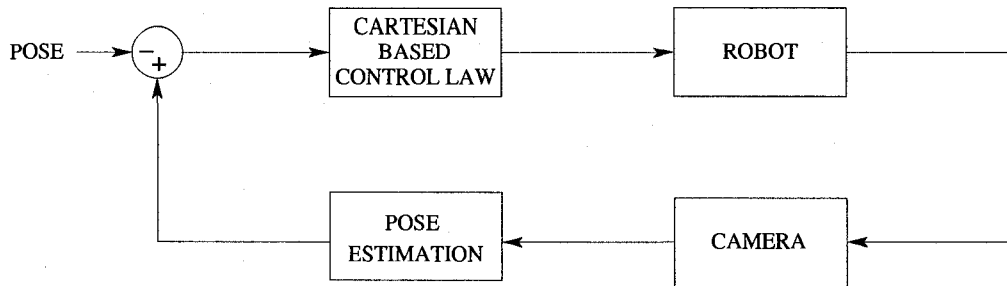 POSE
−
+
CARTESIAN
BASED
CONTROL LAW
ROBOT
POSE
ESTIMATION
CAMERA